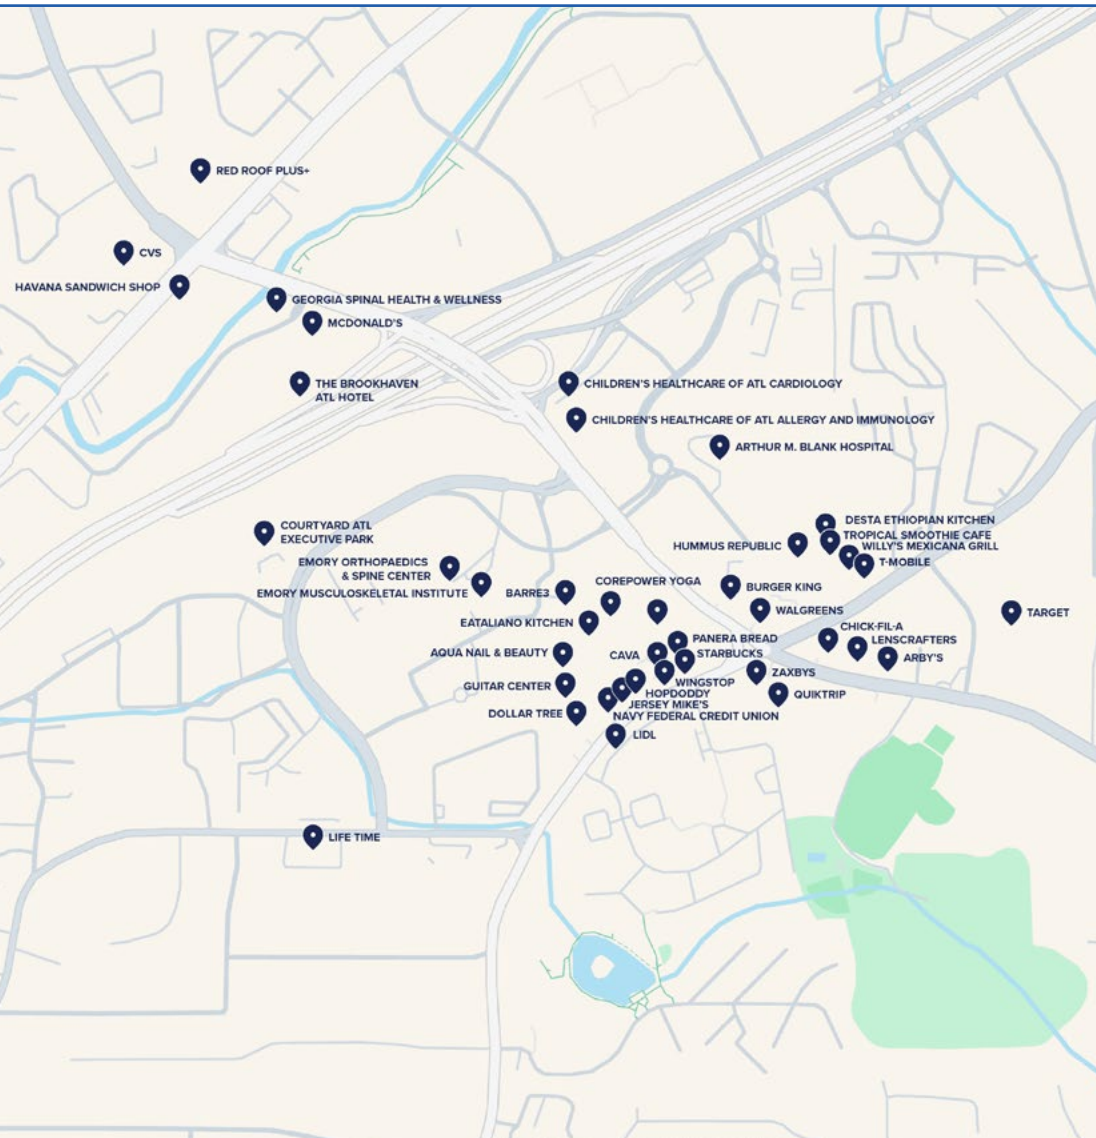 RED ROOF PLUS+
CVS
HAVANA SANDWICH SHOP
GEORGIA SPINAL HEALTH & WELLNESS
MCDONALD'S
THE BROOKHAVEN
ATL HOTEL
CHILDREN'S HEALTHCARE OF ATL CARDIOLOGY
CHILDREN'S HEALTHCARE OF ATL ALLERGY AND IMMUNOLOGY
ARTHUR M. BLANK HOSPITAL
COURTYARD ATL
EXECUTIVE PARK
DESTA ETHIOPIAN KITCHEN
TROPICAL SMOOTHIE CAFE
HUMMUS REPUBLIC
WILLY'S MEXICANA GRILL
T-MOBILE
EMORY ORTHOPAEDICS
& SPINE CENTER
EMORY MUSCULOSKELETAL INSTITUTE
BARRE3
COREPOWER YOGA
BURGER KING
WALGREENS
TARGET
EATALIANO KITCHEN
CHICK-FIL-A
PANERA BREAD
LENSCRAFTERS
AQUA NAIL & BEAUTY
CAVA
STARBUCKS
ARBY'S
ZAXBYS
GUITAR CENTER
WINGSTOP
HOPDODDY
QUIKTRIP
JERSEY MIKE'S
DOLLAR TREE
NAVY FEDERAL CREDIT UNION
LIDL
LIFE TIME